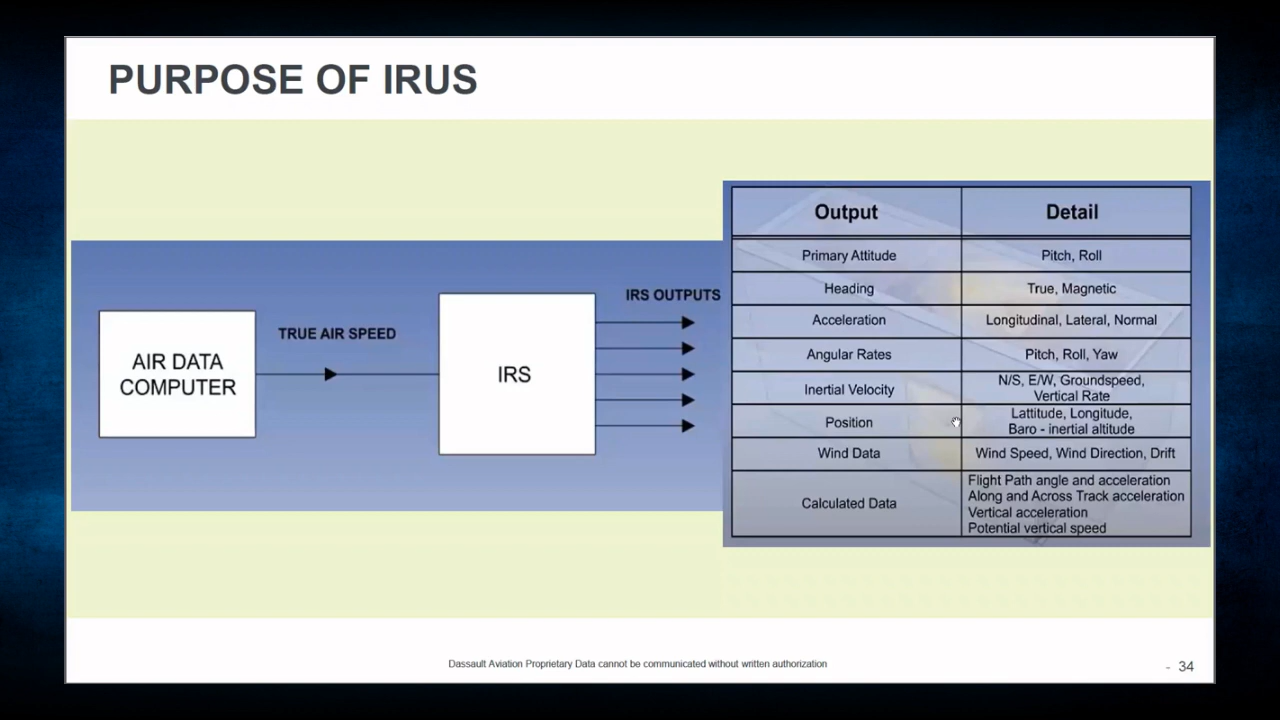 PURPOSE OF IRUS
AIR DATA
COMPUTER
TRUE AIR SPEED
IRS
IRS OUTPUTS
Output Detail
Primary Attitude Pitch, Roll
Heading True, Magnetic
Acceleration Longitudinal, Lateral, Normal
Angular Rates Pitch, Roll, Yaw
Inertial Velocity N/S, E/W, Groundspeed,
Vertical Rate
Position Lattitude, Longitude,
Baro - inertial altitude
Wind Data Wind Speed, Wind Direction, Drift
Calculated Data Flight Path angle and acceleration
Along and Across Track acceleration
Vertical acceleration
Potential vertical speed
Dassault Aviation Proprietary Data cannot be communicated without written authorization
- 34